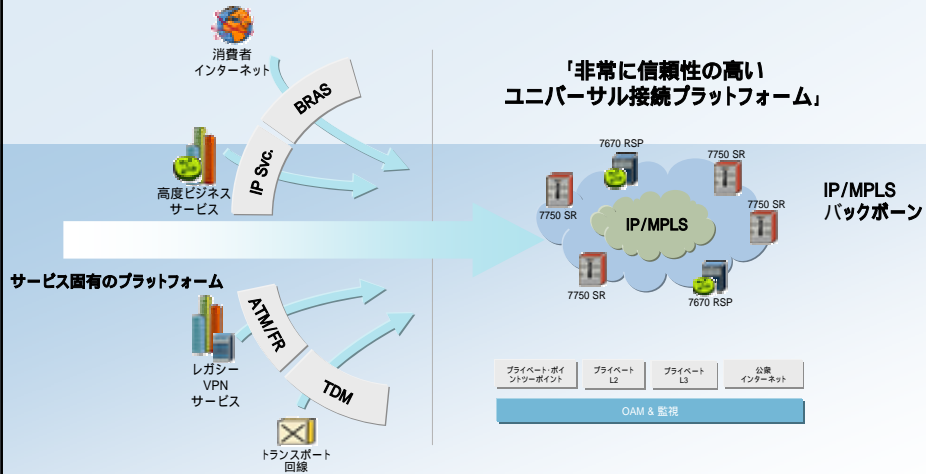 消費者
インターネット
BRAS
IP Svc.
高度ビジネス
サービス
サービス固有のプラットフォーム
ATM/FR
TDM
レガシー
VPN
サービス
トランスポート
回線
「非常に信頼性の高い
ユニバーサル接続プラットフォーム」
7670 RSP
7750 SR
7750 SR
7750 SR
IP/MPLS
7750 SR
7670 RSP
IP/MPLS
バックボーン
プライベート・ポイ
ントツーポイント
プライベート
L2
プライベート
L3
公衆
インターネット
OAM & 監視